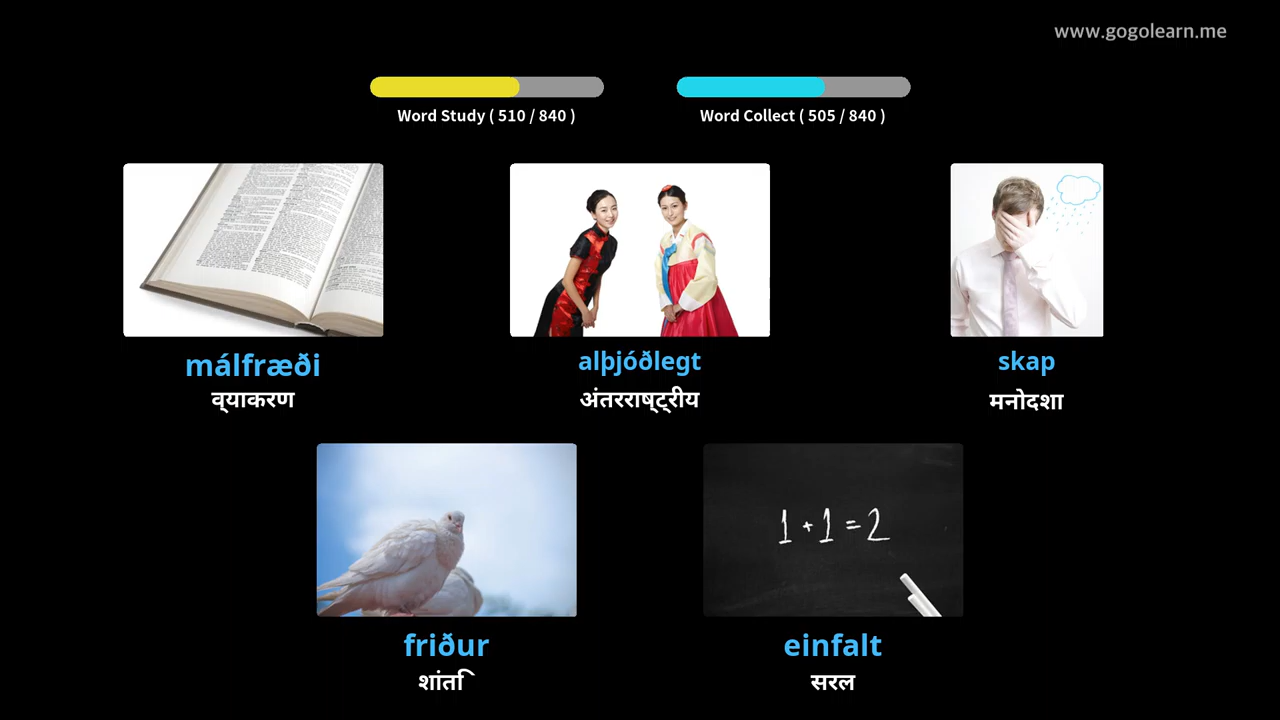 www.gogolearn.me
Word Study ( 510 / 840 )
Word Collect ( 505 / 840 )
málfræði
व्याकरण
alþjóðlegt
अंतरराष्ट्रीय
skap
मनोदशा
friður
शांति
1 + 1 = 2
einfalt
सरल